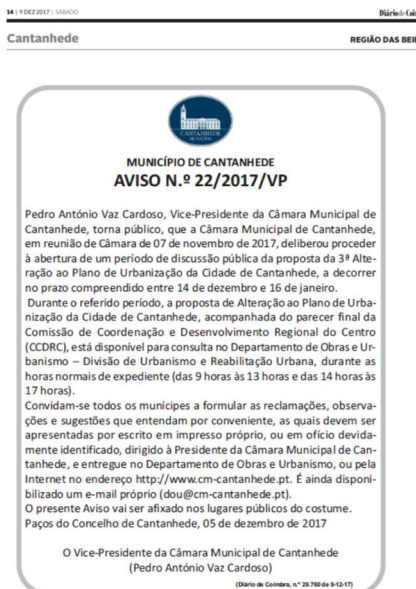 14 | 9 DEZ 2017 | SÁBADO
Diário de Coi
Cantanhede
REGIÃO DAS BEI
CANTANHEDE
MUNICÍPIO DE CANTANHEDE
AVISO N.º 22/2017/VP
Pedro António Vaz Cardoso, Vice-Presidente da Câmara Municipal de
Cantanhede, torna público, que a Câmara Municipal de Cantanhede,
em reunião de Câmara de 07 de novembro de 2017, deliberou proceder
à abertura de um período de discussão pública da proposta da 3ª Alte-
ração ao Plano de Urbanização da Cidade de Cantanhede, a decorrer
no prazo compreendido entre 14 de dezembro e 16 de janeiro.
Durante o referido período, a proposta de Alteração ao Plano de Urba-
nização da Cidade de Cantanhede, acompanhada do parecer final da
Comissão de Coordenação e Desenvolvimento Regional do Centro
(CCDRC), está disponível para consulta no Departamento de Obras e Ur-
banismo – Divisão de Urbanismo e Reabilitação Urbana, durante as
horas normais de expediente (das 9 horas às 13 horas e das 14 horas às
17 horas).
Convidam-se todos os munícipes a formular as reclamações, observa-
ções e sugestões que entendam por conveniente, as quais devem ser
apresentadas por escrito em impresso próprio, ou em ofício devida-
mente identificado, dirigido à Presidente da Câmara Municipal de Can-
tanhede, e entregue no Departamento de Obras e Urbanismo, ou pela
Internet no endereço http://www.cm-cantanhede.pt. É ainda disponi-
bilizado um e-mail próprio (dou@cm-cantanhede.pt).
O presente Aviso vai ser afixado nos lugares públicos do costume.
Paços do Concelho de Cantanhede, 05 de dezembro de 2017
O Vice-Presidente da Câmara Municipal de Cantanhede
(Pedro António Vaz Cardoso)
(Diário de Coimbra, n.º 29.760 de 9-12-17)